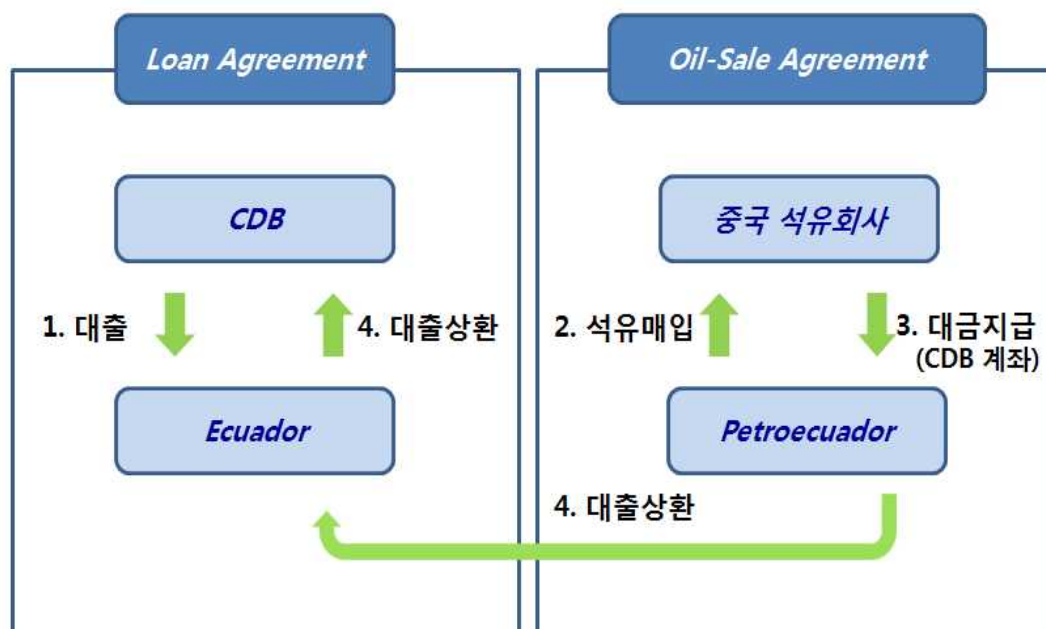 Loan Agreement
Oil-Sale Agreement
CDB
중국 석유회사
1. 대출
4. 대출상환
2. 석유매입
3. 대금지급
(CDB 계좌)
Ecuador
Petroecuador
4. 대출상환